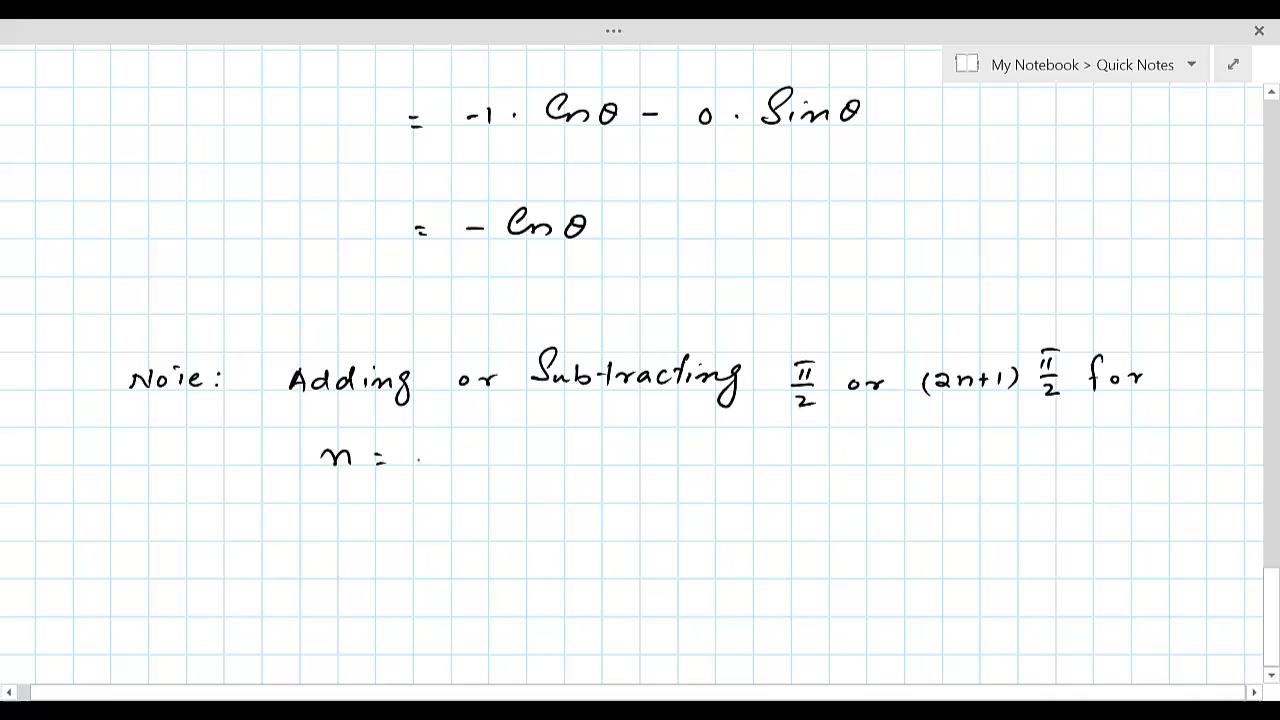 ...
My Notebook > Quick Notes
= -1 · Cosθ - 0 · Sinθ
= - Cosθ
Note: Adding or Subtracting π/2 or (2n+1) π/2 for
n = .